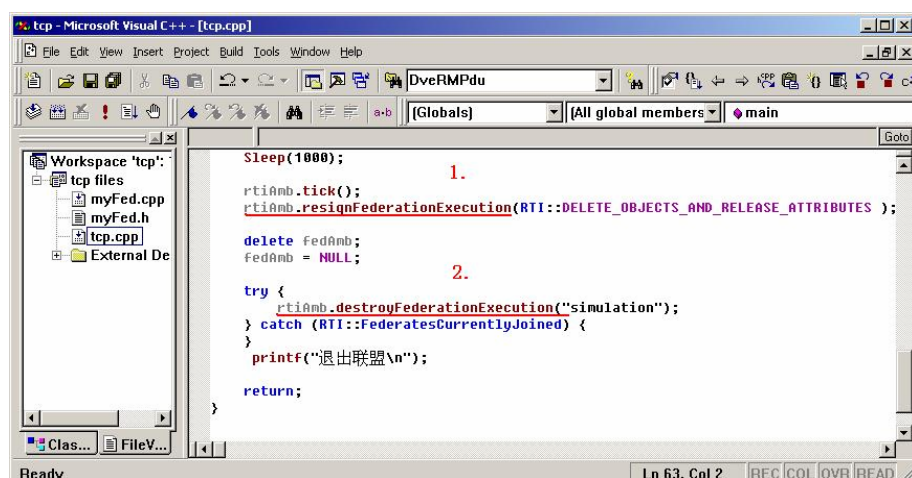 tcp - Microsoft Visual C++ - [tcp.cpp]
File Edit View Insert Project Build Tools Window Help
DveRMPdu
(Globals) (All global members main
Goto
Workspace 'tcp':
tcp files
myFed.cpp
myFed.h
tcp.cpp
External De
Clas... FileV...
Sleep(1000);
1.
rtiAmb.tick();
rtiAmb.resignFederationExecution(RTI::DELETE_OBJECTS_AND_RELEASE_ATTRIBUTES );
delete fedAmb;
fedAmb = NULL;
2.
try {
rtiAmb.destroyFederationExecution("simulation");
} catch (RTI::FederatesCurrentlyJoined) {
}
printf("退出联盟\n");
return;
}
Ready Ln 63, Col 2 REC COL OVR READ